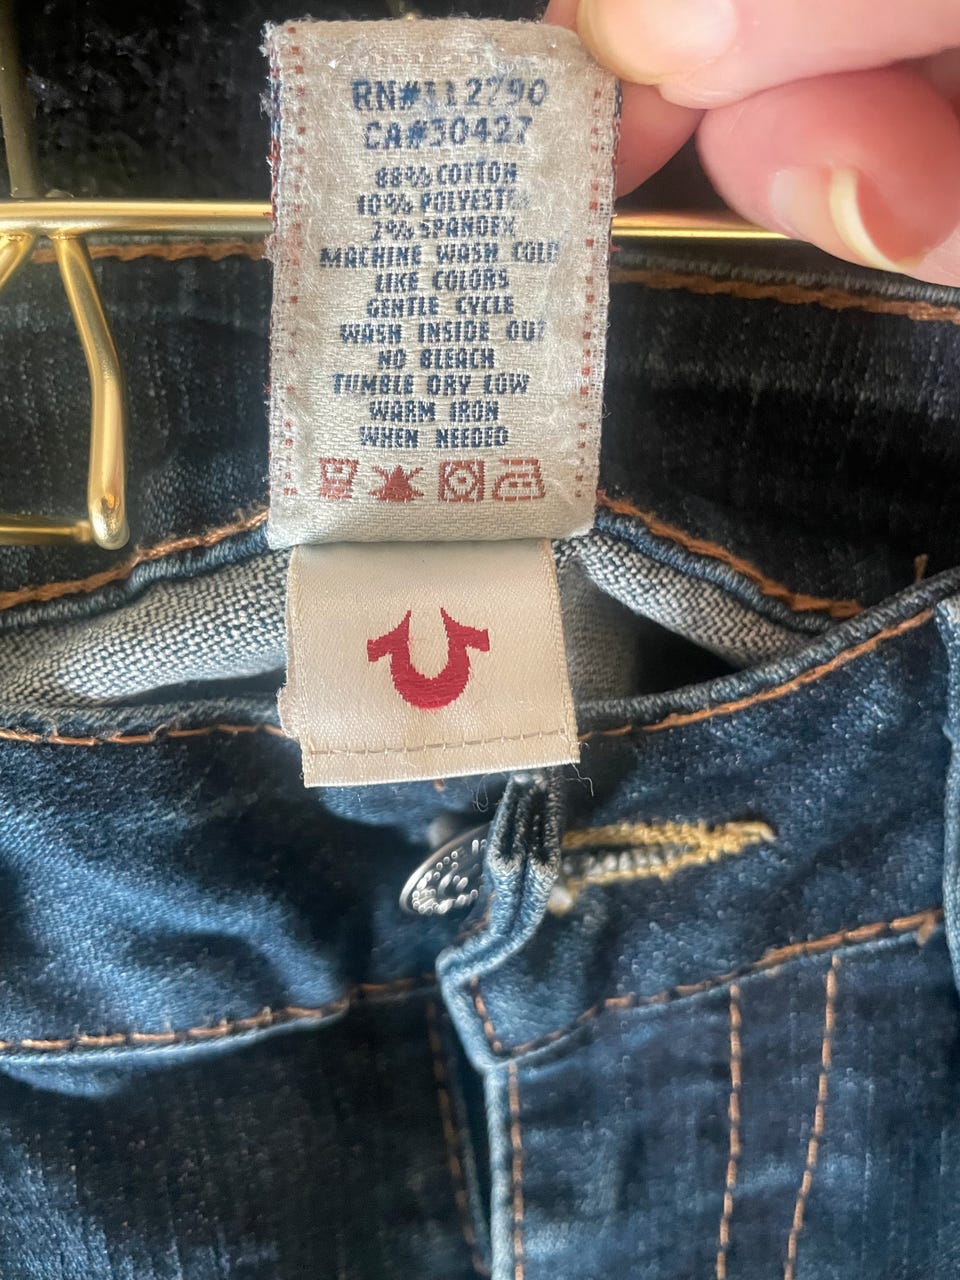 RN#112790
CA#30427
88% COTTON
10% POLYESTER
2% SPANDEX
MACHINE WASH COLD
LIKE COLORS
GENTLE CYCLE
WASH INSIDE OUT
NO BLEACH
TUMBLE DRY LOW
WARM IRON
WHEN NEEDED